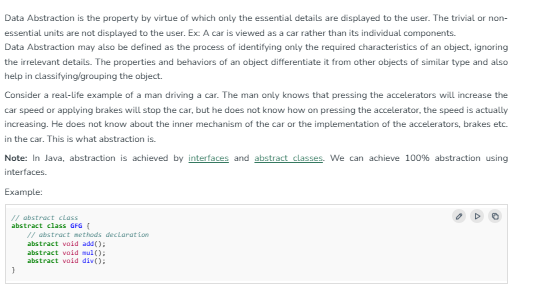 Data Abstraction is the property by virtue of which only the essential details are displayed to the user. The trivial or non-
essential units are not displayed to the user. Ex: A car is viewed as a car rather than its individual components.
Data Abstraction may also be defined as the process of identifying only the required characteristics of an object, ignoring
the irrelevant details. The properties and behaviors of an object differentiate it from other objects of similar type and also
help in classifying/grouping the object.
Consider a real-life example of a man driving a car. The man only knows that pressing the accelerators will increase the
car speed or applying brakes will stop the car, but he does not know how on pressing the accelerator, the speed is actually
increasing. He does not know about the inner mechanism of the car or the implementation of the accelerators, brakes etc.
in the car. This is what abstraction is.
Note: In Java, abstraction is achieved by interfaces and abstract classes. We can achieve 100% abstraction using
interfaces.
Example:
// abstract class
abstract class GFG {
    // abstract methods declaration
    abstract void add();
    abstract void mul();
    abstract void div();
}